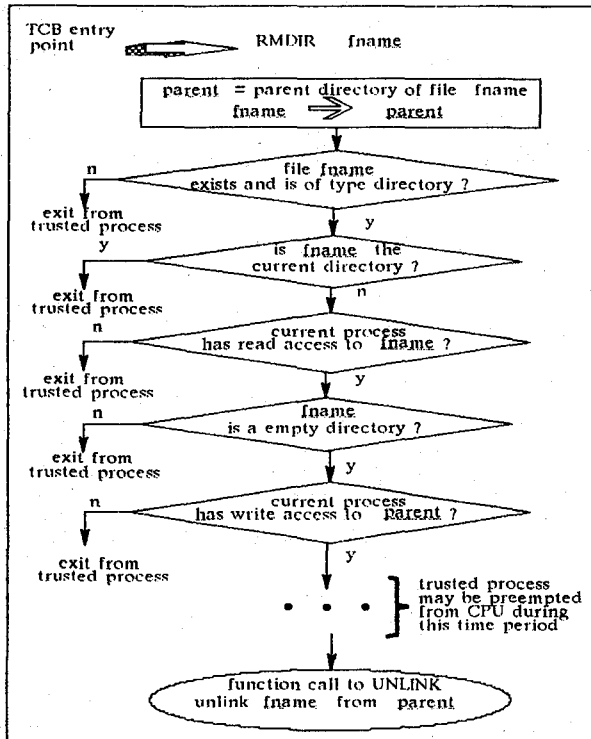 TCB entry
point
RMDIR fname
parent = parent directory of file fname
fname ⇒ parent
n
file fname
exists and is of type directory ?
exit from
trusted process
y
y
is fname the
current directory ?
exit from
trusted process
n
n
current process
has read access to fname ?
exit from
trusted process
y
n
fname
is a empty directory ?
exit from
trusted process
y
n
current process
has write access to parent ?
exit from
trusted process
y
• • •
trusted process
may be preempted
from CPU during
this time period
function call to UNLINK
unlink fname from parent